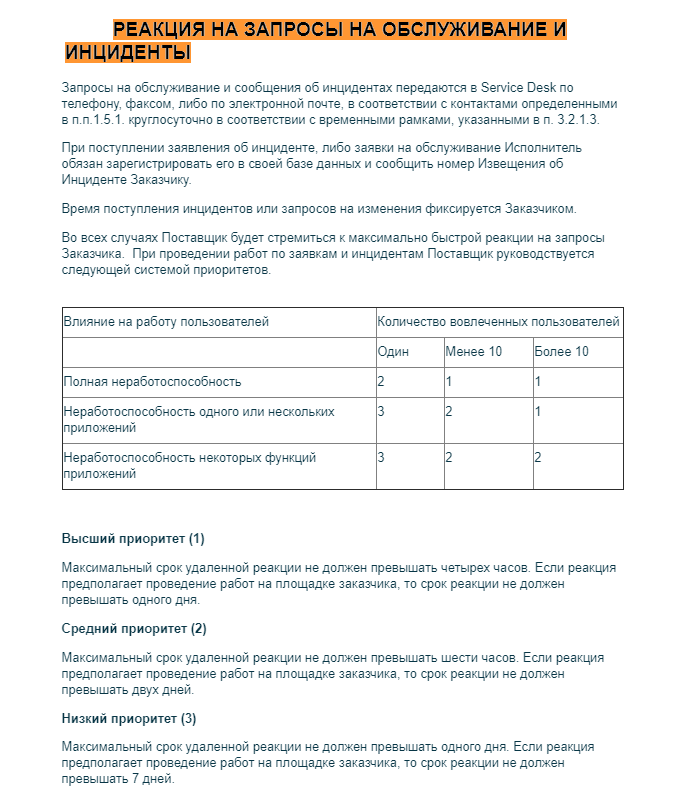 РЕАКЦИЯ НА ЗАПРОСЫ НА ОБСЛУЖИВАНИЕ И
ИНЦИДЕНТЫ
Запросы на обслуживание и сообщения об инцидентах передаются в Service Desk по
телефону, факсом, либо по электронной почте, в соответствии с контактами определенными
в п.п.1.5.1. круглосуточно в соответствии с временными рамками, указанными в п. 3.2.1.3.
При поступлении заявления об инциденте, либо заявки на обслуживание Исполнитель
обязан зарегистрировать его в своей базе данных и сообщить номер Извещения об
Инциденте Заказчику.
Время поступления инцидентов или запросов на изменения фиксируется Заказчиком.
Во всех случаях Поставщик будет стремиться к максимально быстрой реакции на запросы
Заказчика.  При проведении работ по заявкам и инцидентам Поставщик руководствуется
следующей системой приоритетов.
Влияние на работу пользователей Количество вовлеченных пользователей
Один Менее 10 Более 10
Полная неработоспособность 2 1 1
Неработоспособность одного или нескольких
приложений 3 2 1
Неработоспособность некоторых функций
приложений 3 2 2
Высший приоритет (1)
Максимальный срок удаленной реакции не должен превышать четырех часов. Если реакция
предполагает проведение работ на площадке заказчика, то срок реакции не должен
превышать одного дня.
Средний приоритет (2)
Максимальный срок удаленной реакции не должен превышать шести часов. Если реакция
предполагает проведение работ на площадке заказчика, то срок реакции не должен
превышать двух дней.
Низкий приоритет (3)
Максимальный срок удаленной реакции не должен превышать одного дня. Если реакция
предполагает проведение работ на площадке заказчика, то срок реакции не должен
превышать 7 дней.